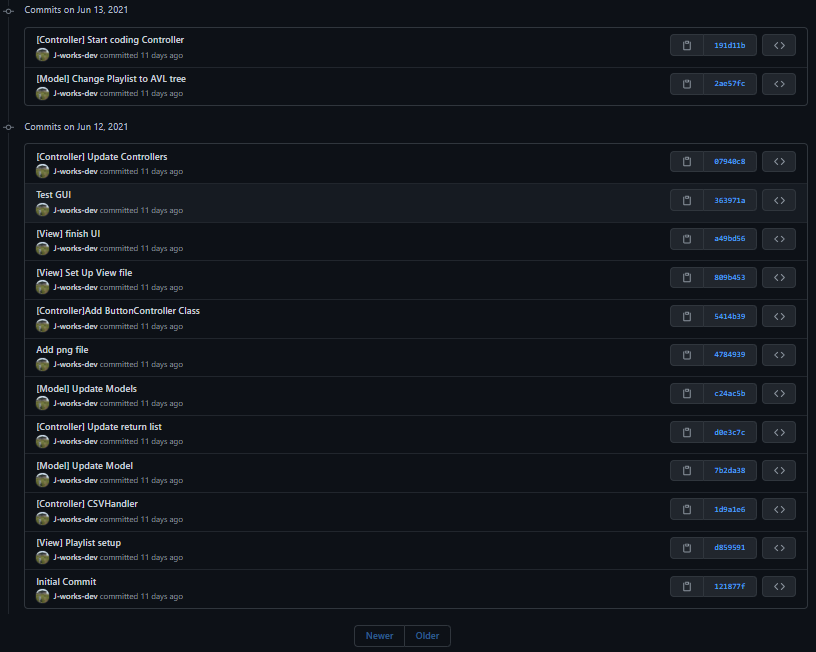 Commits on Jun 13, 2021
[Controller] Start coding Controller
191d11b
J-works-dev committed 11 days ago
[Model] Change Playlist to AVL tree
2ae57fc
J-works-dev committed 11 days ago
Commits on Jun 12, 2021
[Controller] Update Controllers
07940c8
J-works-dev committed 11 days ago
Test GUI
363971a
J-works-dev committed 11 days ago
[View] finish UI
a49bd56
J-works-dev committed 11 days ago
[View] Set Up View file
809b453
J-works-dev committed 11 days ago
[Controller]Add ButtonController Class
5414b39
J-works-dev committed 11 days ago
Add png file
4784939
J-works-dev committed 11 days ago
[Model] Update Models
c24ac5b
J-works-dev committed 11 days ago
[Controller] Update return list
d0e3c7c
J-works-dev committed 11 days ago
[Model] Update Model
7b2da38
J-works-dev committed 11 days ago
[Controller] CSVHandler
1d9a1e6
J-works-dev committed 11 days ago
[View] Playlist setup
d859591
J-works-dev committed 11 days ago
Initial Commit
121877f
J-works-dev committed 11 days ago
Newer Older